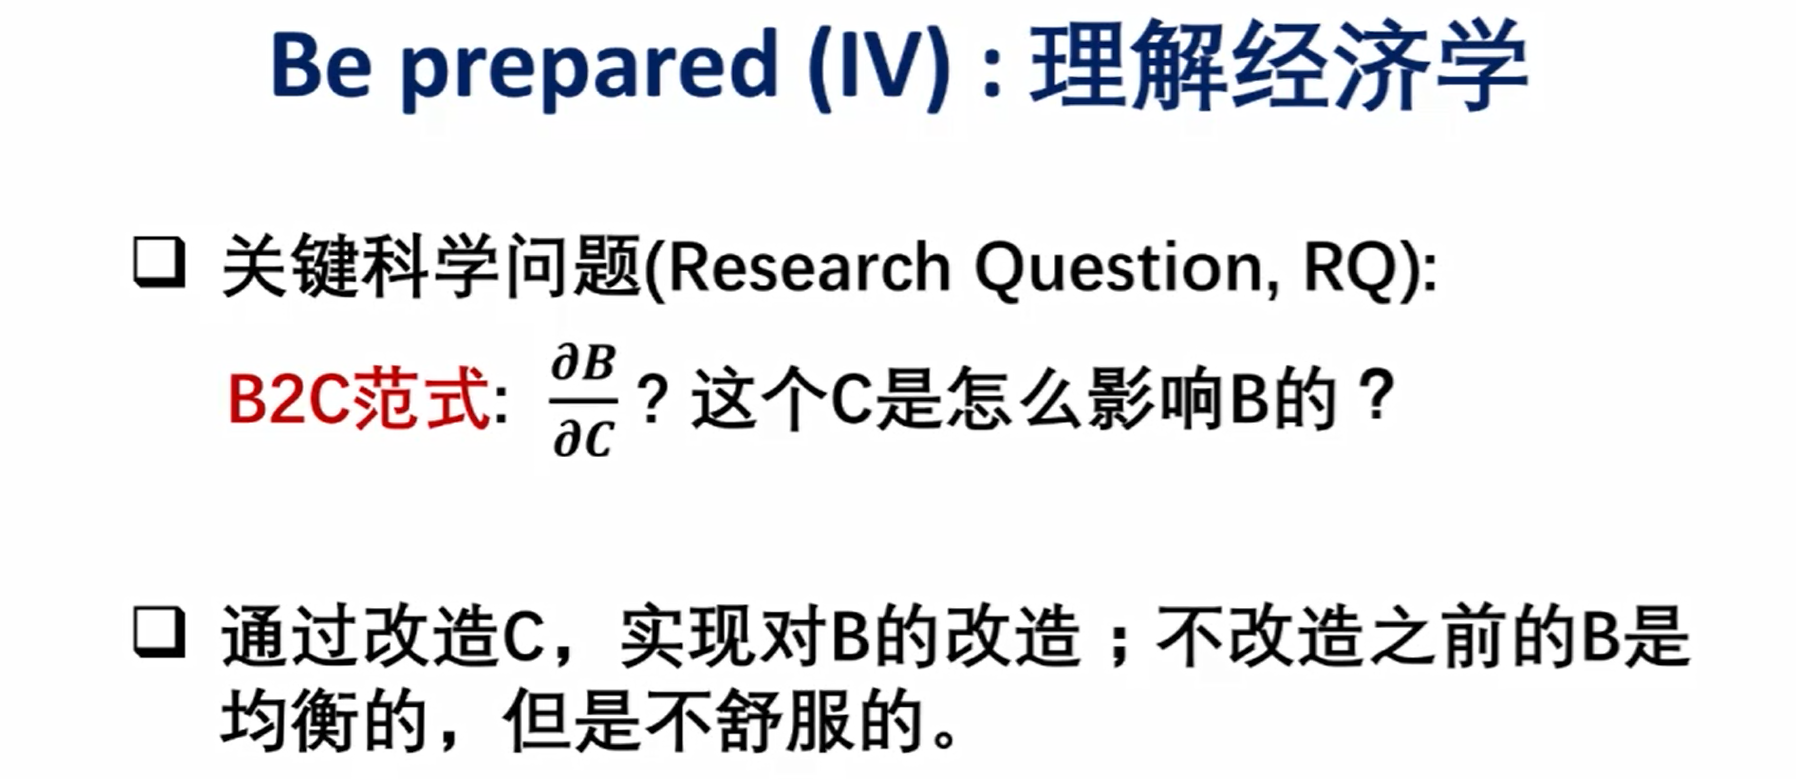 Be prepared (IV) : 理解经济学
关键科学问题(Research Question, RQ):
B2C范式: ∂B/∂C ? 这个C是怎么影响B的？
通过改造C，实现对B的改造；不改造之前的B是
均衡的，但是不舒服的。